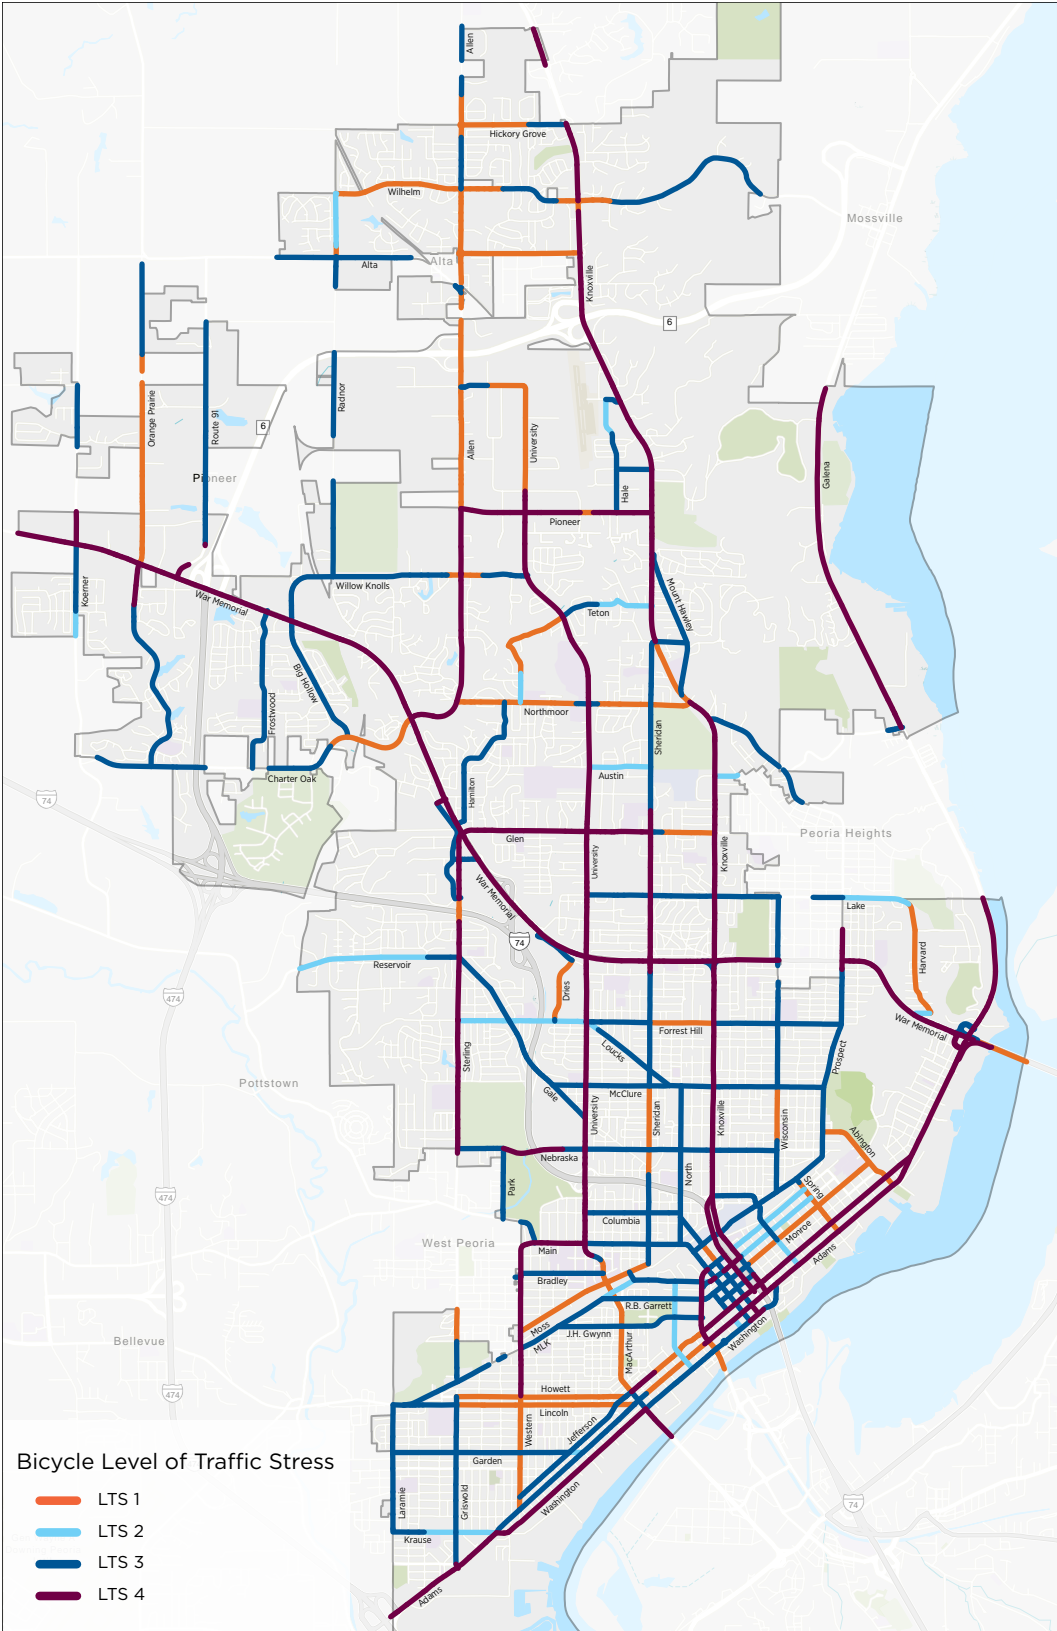 Allen
Hickory Grove
Wilhelm
Mossville
Alta
Alta
Knoxville
6
Radnor
Orange Prairie
Route 91
6
Allen
University
Galena
Pioneer
Hale
Pioneer
Koerner
Willow Knolls
War Memorial
Teton
Mount Hawley
Big Hollow
Frostwood
Northmoor
Sheridan
Charter Oak
Austin
Hamilton
74
Peoria Heights
Glen
University
Knoxville
War Memorial
Lake
74
Harvard
Reservoir
Dries
474
War Memorial
Forrest Hill
Loucks
Sterling
Prospect
Pottstown
Gale
McClure
University
Sheridan
Knoxville
Wisconsin
Abington
Nebraska
North
Park
Spring
474
Columbia
Monroe
West Peoria
Main
Adams
Bradley
R.B. Garrett
Moss
J.H. Gwynn
MLK
MacArthur
Washington
Bellevue
474
Howett
Lincoln
Western
Jefferson
Garden
Laramie
Griswold
Washington
74
Krause
Adams
Bicycle Level of Traffic Stress
LTS 1
LTS 2
LTS 3
LTS 4